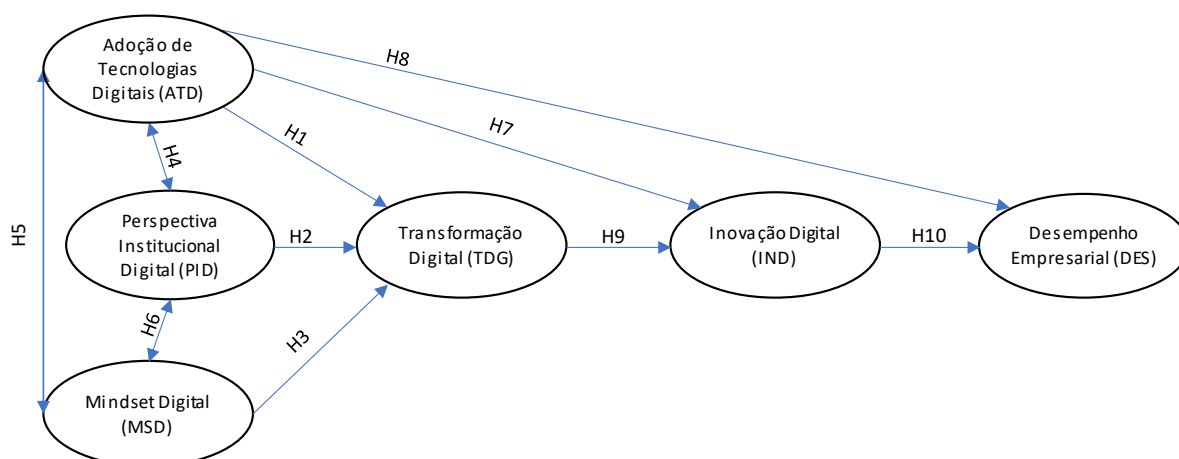 Adoção de
Tecnologias
Digitais (ATD)
H8
H7
H1
H4
H5
Perspectiva
Institucional
Digital (PID)
H2
Transformação
Digital (TDG)
H9
Inovação Digital
(IND)
H10
Desempenho
Empresarial (DES)
H6
H3
Mindset Digital
(MSD)